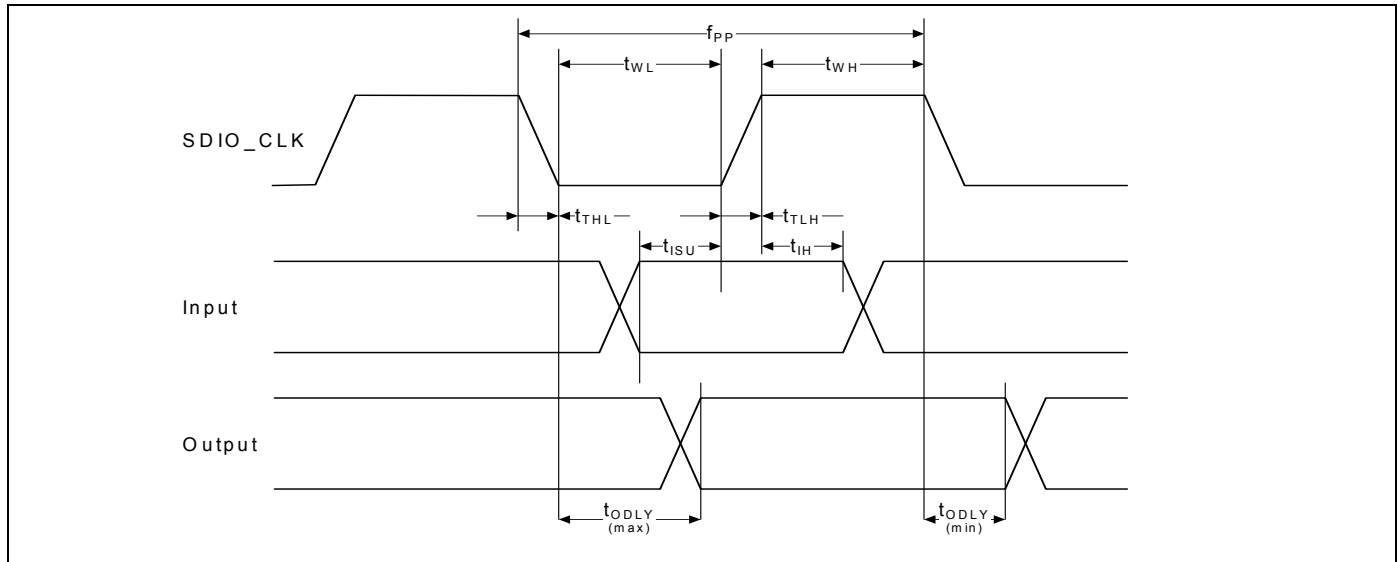 fPP
tWL
tWH
SDIO_CLK
tTHL
tTLH
tISU
tIH
Input
Output
tODLY
(max)
tODLY
(min)